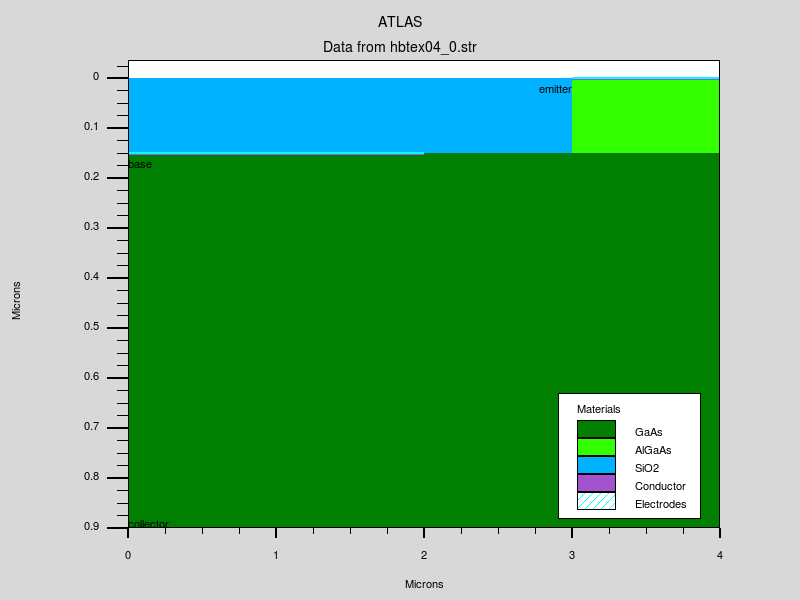 ATLAS
Data from hbtex04_0.str
0
emitter
0.1
base
0.2
0.3
0.4
Microns
0.5
0.6
Materials
0.7
GaAs
AlGaAs
SiO2
0.8
Conductor
Electrodes
collector
0.9
0 1 2 3 4
Microns